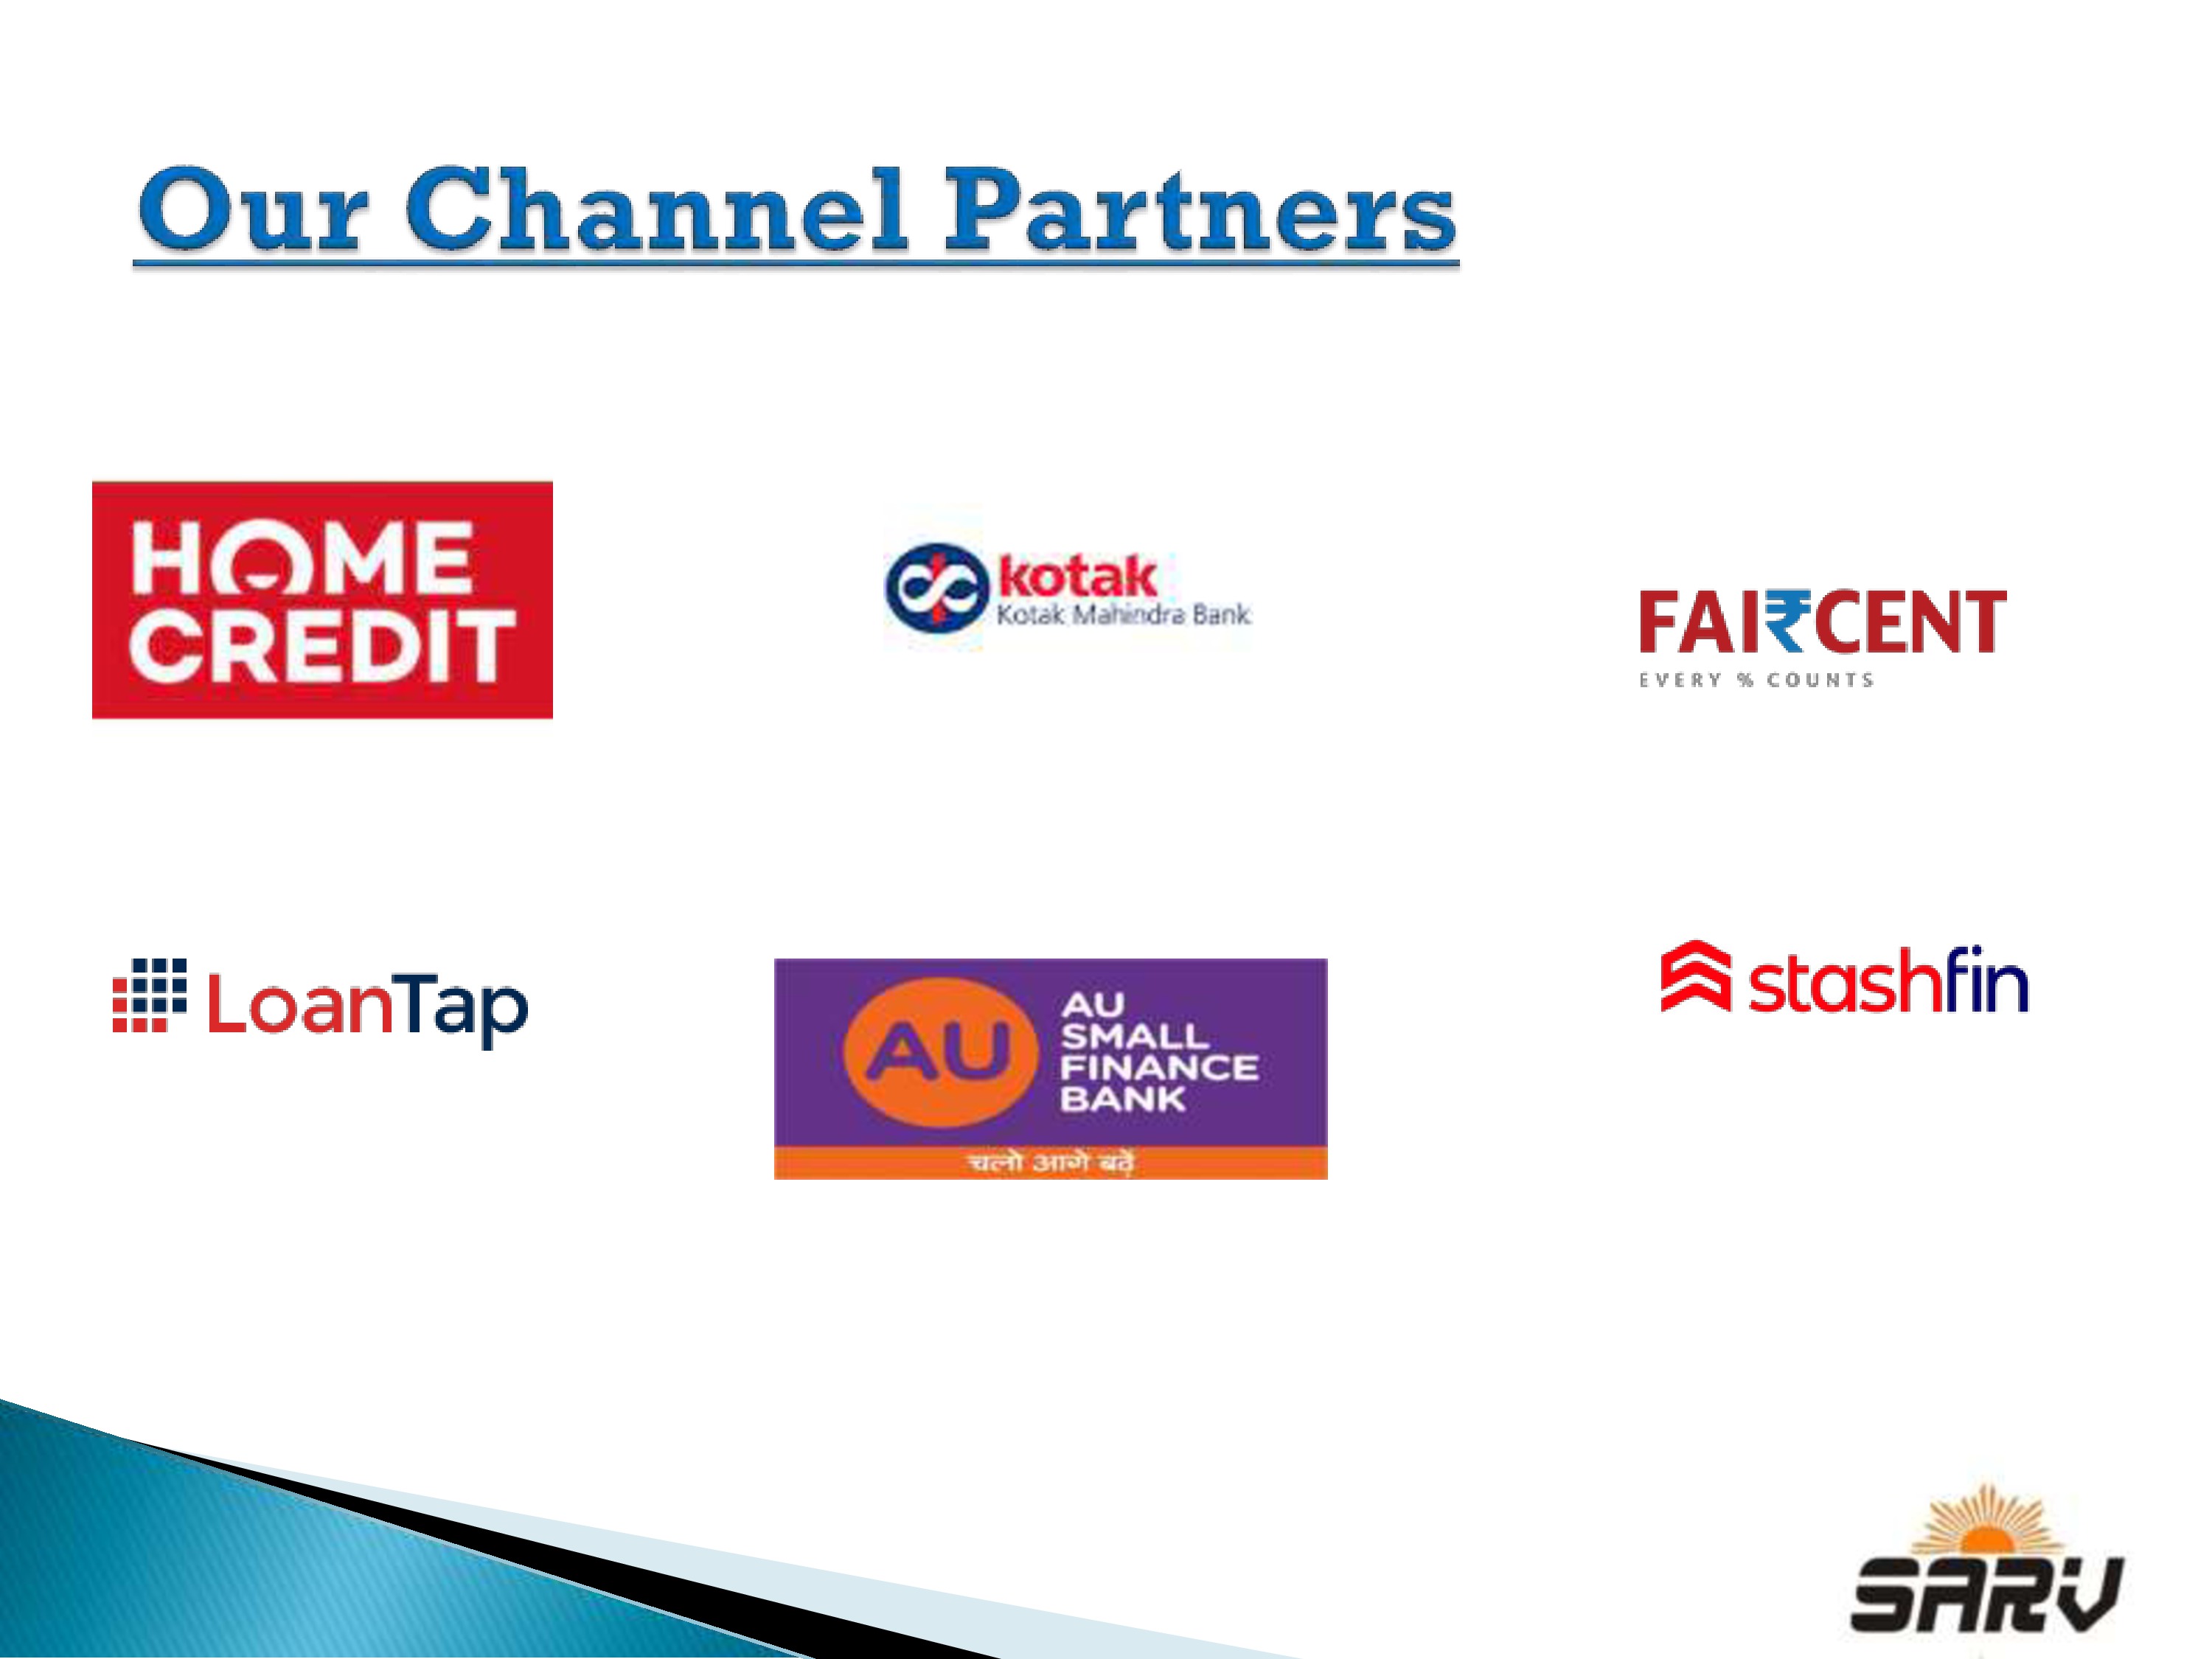 Our Channel Partners
HOME
CREDIT
kotak
Kotak Mahindra Bank
FAI₹CENT
EVERY % COUNTS
LoanTap
AU
AU
SMALL
FINANCE
BANK
चलो आगे बढ़ें
stashfin
SARV